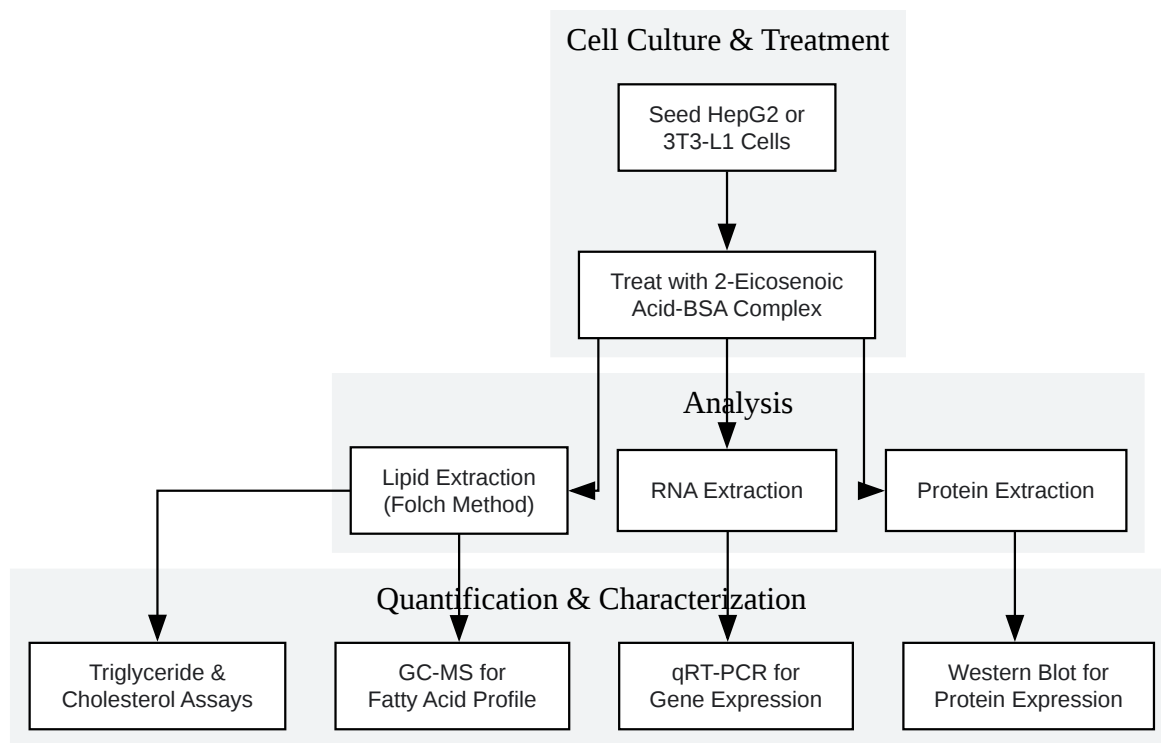 Cell Culture & Treatment
Seed HepG2 or
3T3-L1 Cells
Treat with 2-Eicosenoic
Acid-BSA Complex
Analysis
Lipid Extraction
(Folch Method)
RNA Extraction
Protein Extraction
Quantification & Characterization
Triglyceride &
Cholesterol Assays
GC-MS for
Fatty Acid Profile
qRT-PCR for
Gene Expression
Western Blot for
Protein Expression